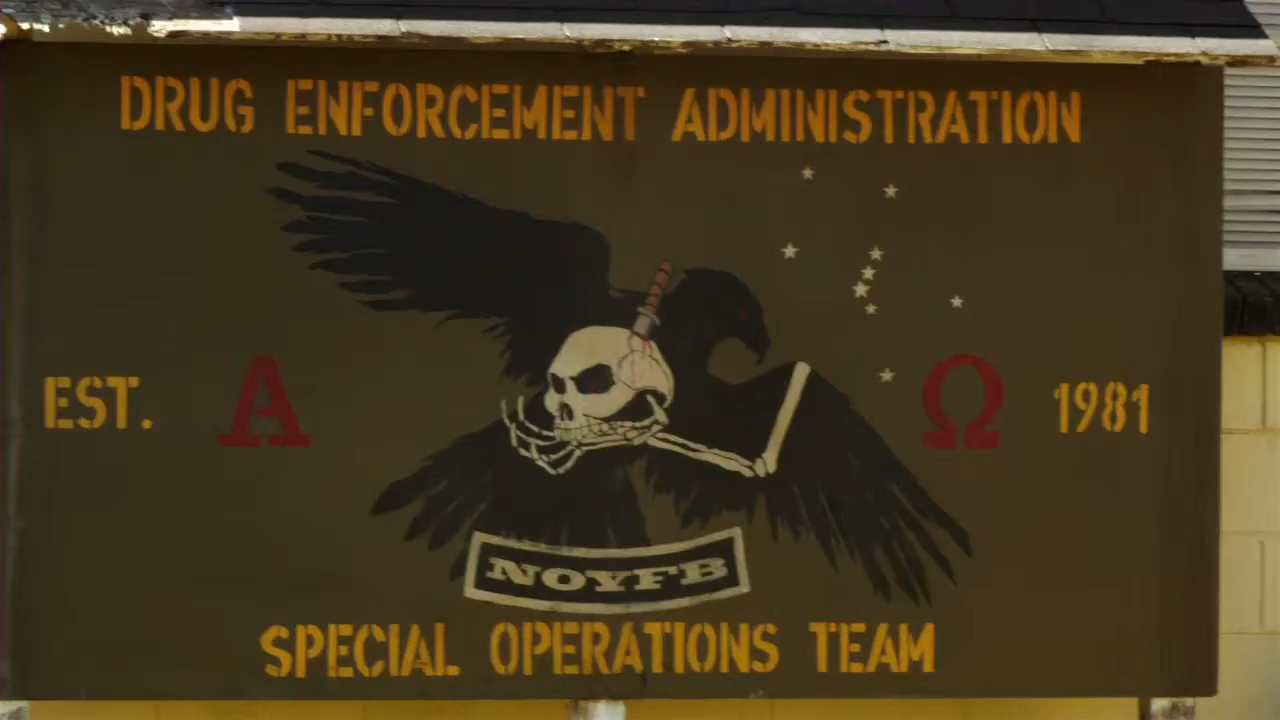 DRUG ENFORCEMENT ADMINISTRATION
EST. Α Ω 1981
NOYFB
SPECIAL OPERATIONS TEAM